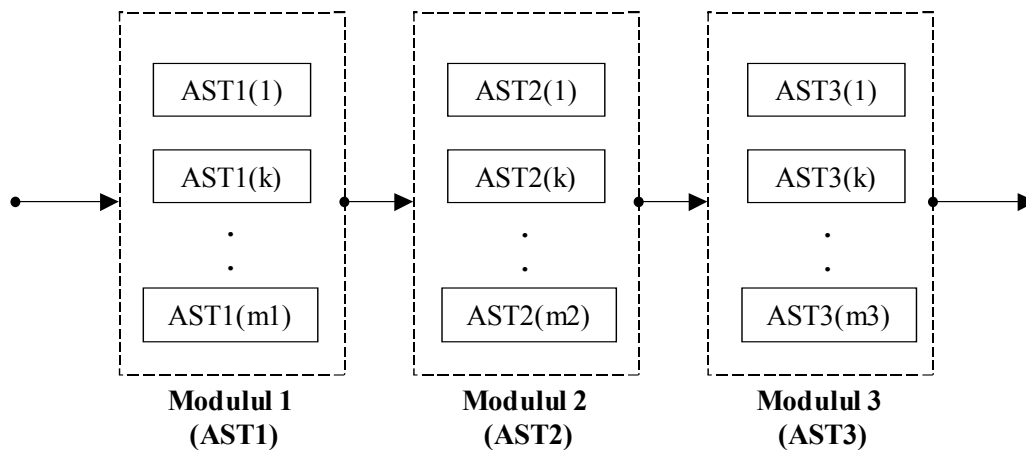 AST1(1) AST2(1) AST3(1)
AST1(k) AST2(k) AST3(k)
. . .
. . .
AST1(m1) AST2(m2) AST3(m3)
Modulul 1 Modulul 2 Modulul 3
(AST1) (AST2) (AST3)